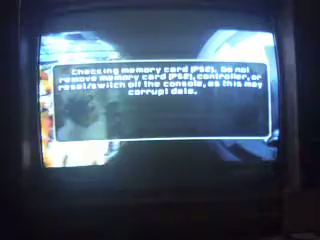 Checking memory card (PS2). Do not
remove memory card (PS2), controller, or
reset/switch off the console, as this may
corrupt data.